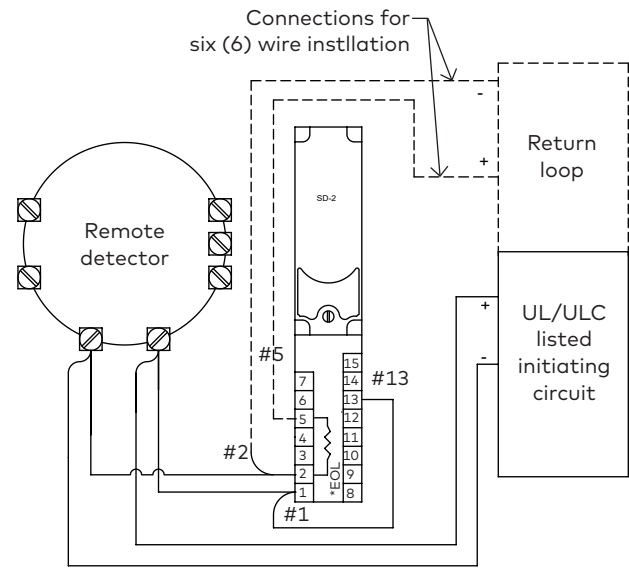 Connections for
six (6) wire instllation
-
+
Return
loop
SD-2
Remote
detector
+
-
UL/ULC
listed
initiating
circuit
#5
#13
15
7
14
6
13
5
12
4
11
3
10
2
9
1
8
*EOL
#2
#1